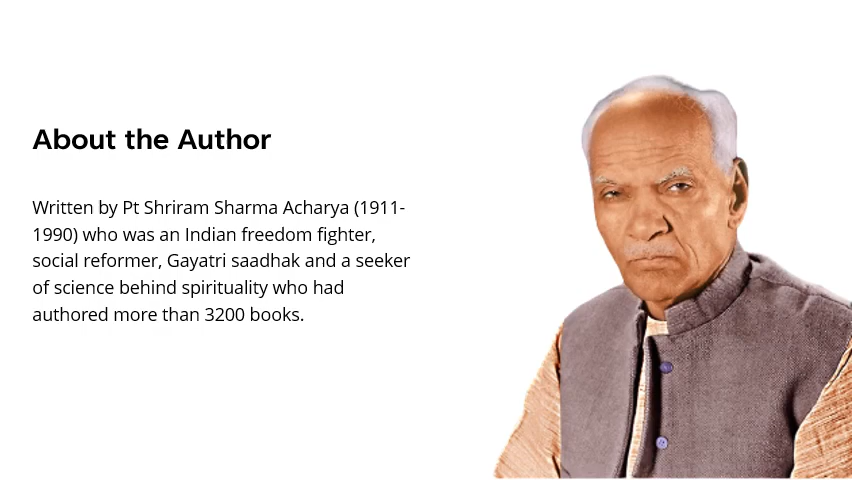 About the Author
Written by Pt Shriram Sharma Acharya (1911-
1990) who was an Indian freedom fighter,
social reformer, Gayatri saadhak and a seeker
of science behind spirituality who had
authored more than 3200 books.